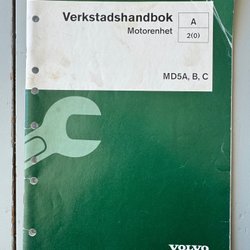 Verkstadshandbok
Motorenhet
A
2(0)
MD5A, B, C
VOLVO